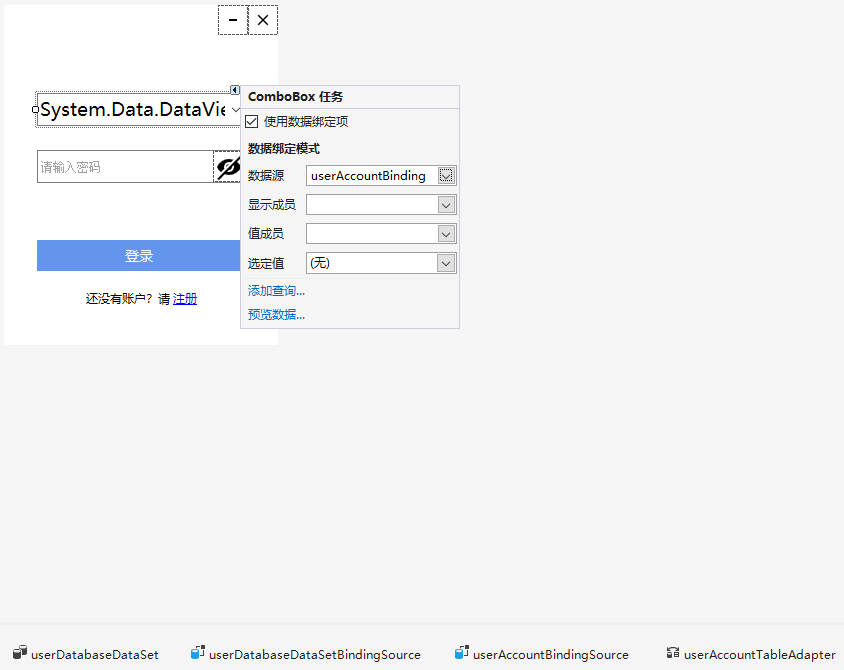 System.Data.DataVie
请输入密码
登录
还没有账户？请 注册
ComboBox 任务
使用数据绑定项
数据绑定模式
数据源 userAccountBinding
显示成员
值成员
选定值 (无)
添加查询...
预览数据...
userDatabaseDataSet userDatabaseDataSetBindingSource userAccountBindingSource userAccountTableAdapter